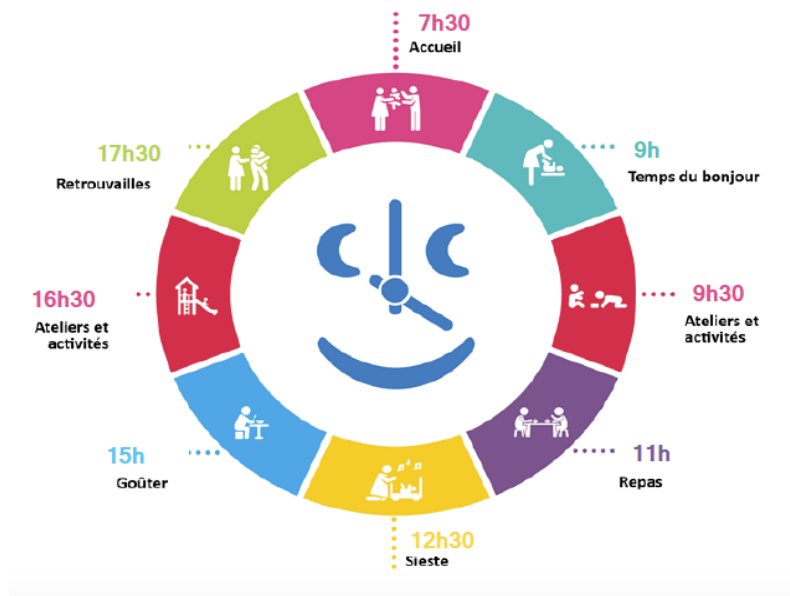 7h30
Accueil
9h
Temps du bonjour
9h30
Ateliers et
activités
11h
Repas
12h30
Sieste
15h
Goûter
16h30
Ateliers et
activités
17h30
Retrouvailles